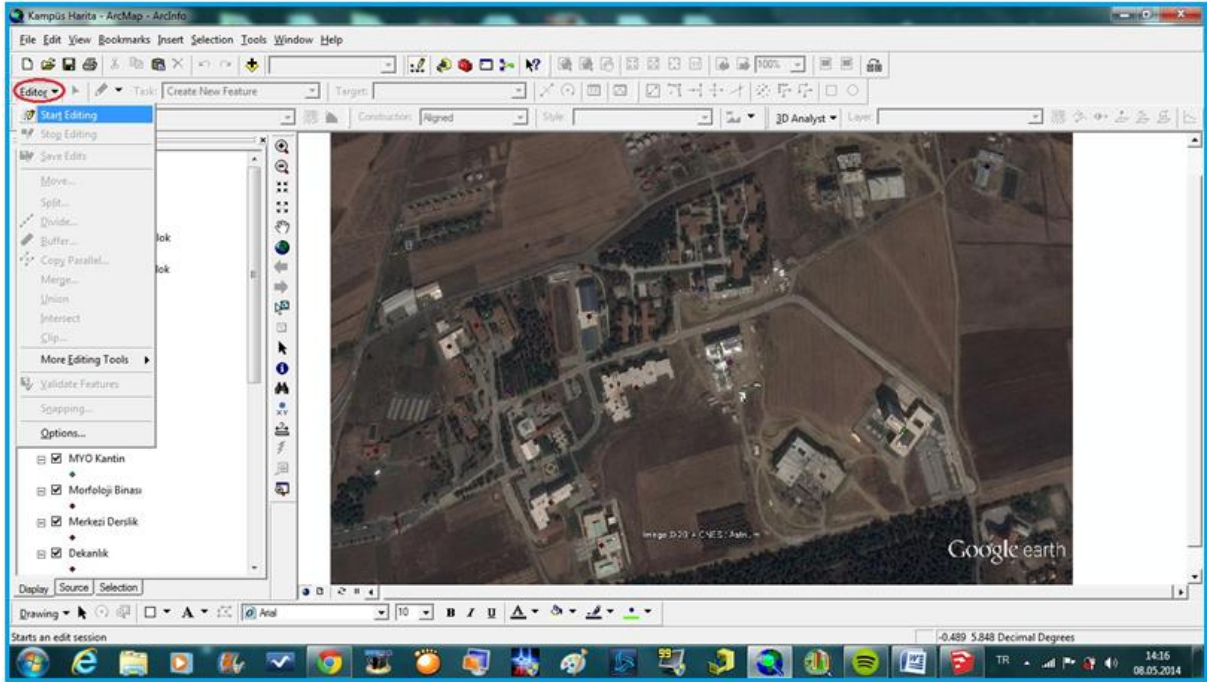 Kampüs Harita - ArcMap - ArcInfo
File Edit View Bookmarks Insert Selection Tools Window Help
100%
Editor Task: Create New Feature Target:
Construction: Aligned Style: 3D Analyst Layer:
Start Editing
Stop Editing
Save Edits
Move...
Split...
Divide...
Buffer...
Copy Parallel...
Merge...
Union
Intersect
Clip...
More Editing Tools
Validate Features
Snapping...
Options...
lok
lok
MYO Kantin
Morfoloji Binası
Merkezi Derslik
Dekanlık
Google earth
Display Source Selection
Drawing A Arial 10 B I U A
Starts an edit session
-0.489 5.848 Decimal Degrees
99
TR
14:16
08.05.2014